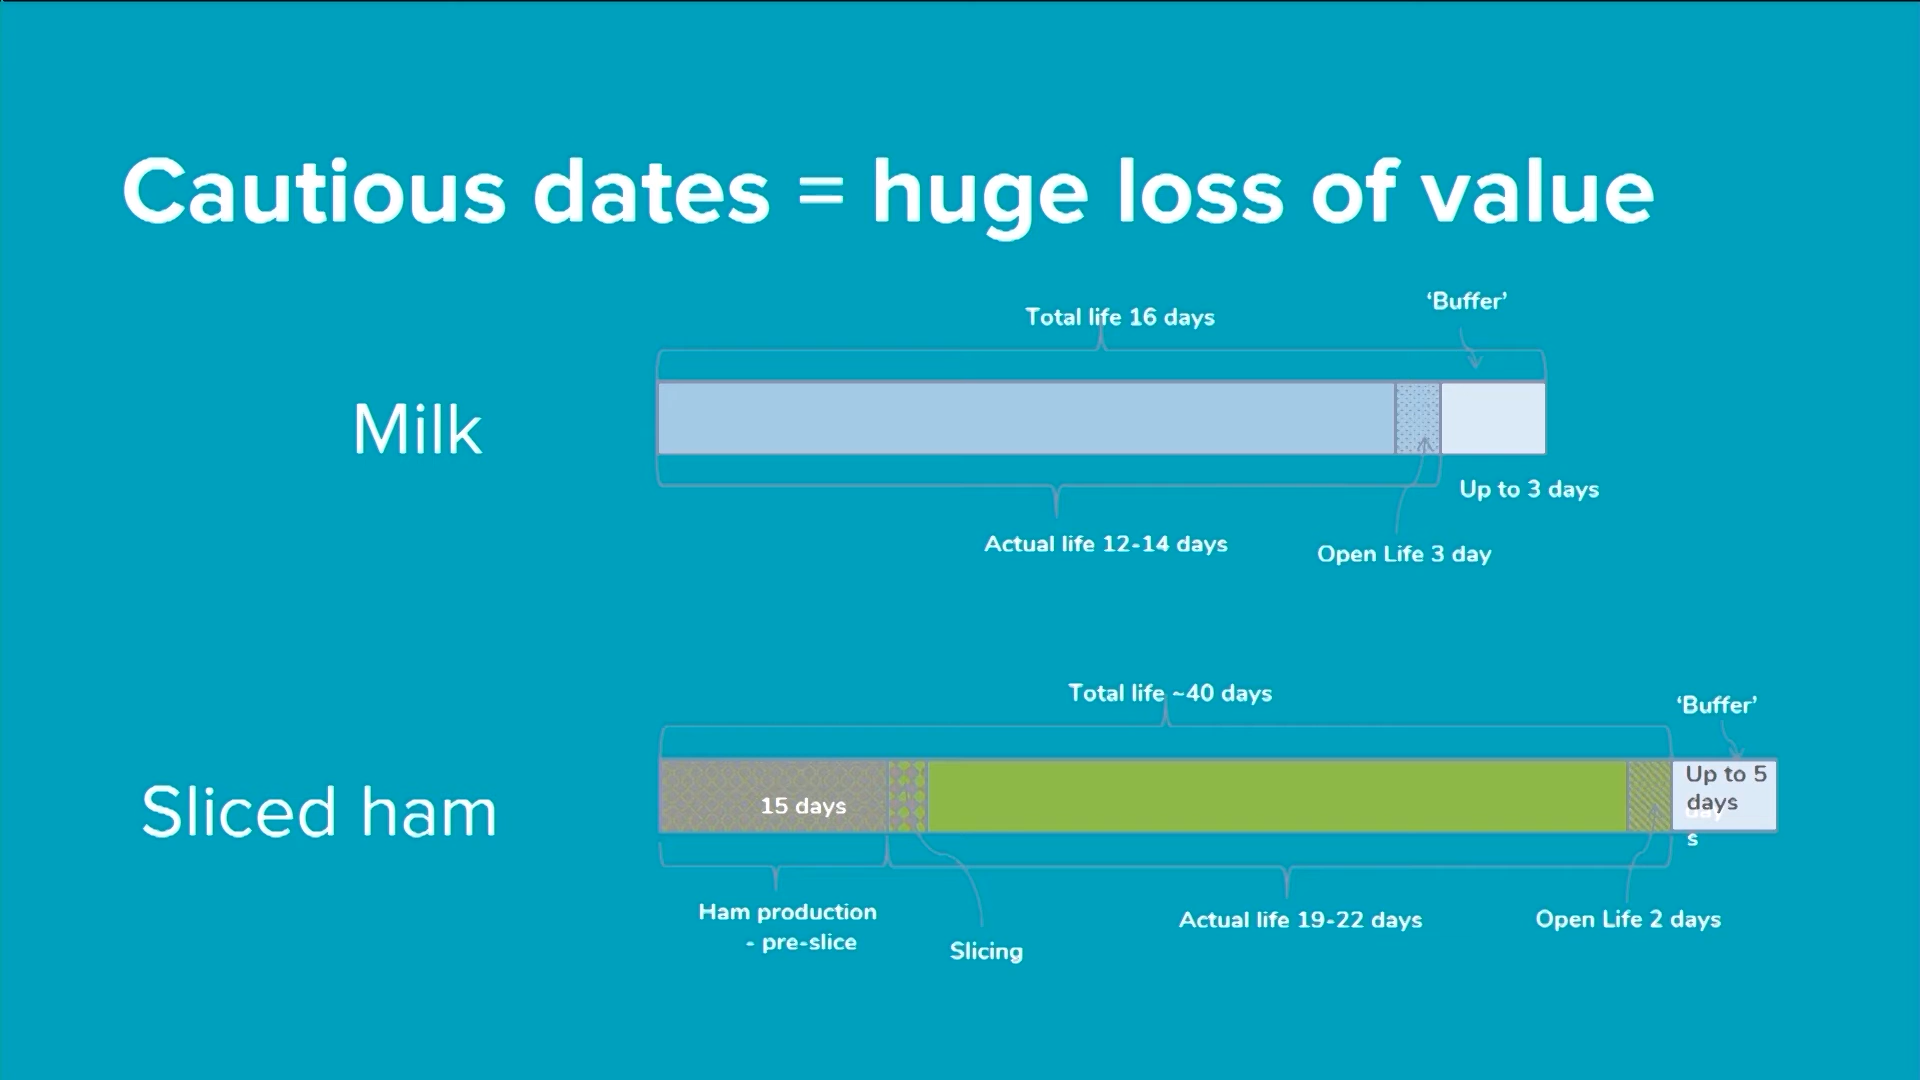 Cautious dates = huge loss of value
‘Buffer’
Total life 16 days
Milk
Up to 3 days
Actual life 12-14 days
Open Life 3 day
Total life ~40 days
‘Buffer’
Sliced ham
15 days
Up to 5
days
day
s
Ham production
- pre-slice
Slicing
Actual life 19-22 days
Open Life 2 days